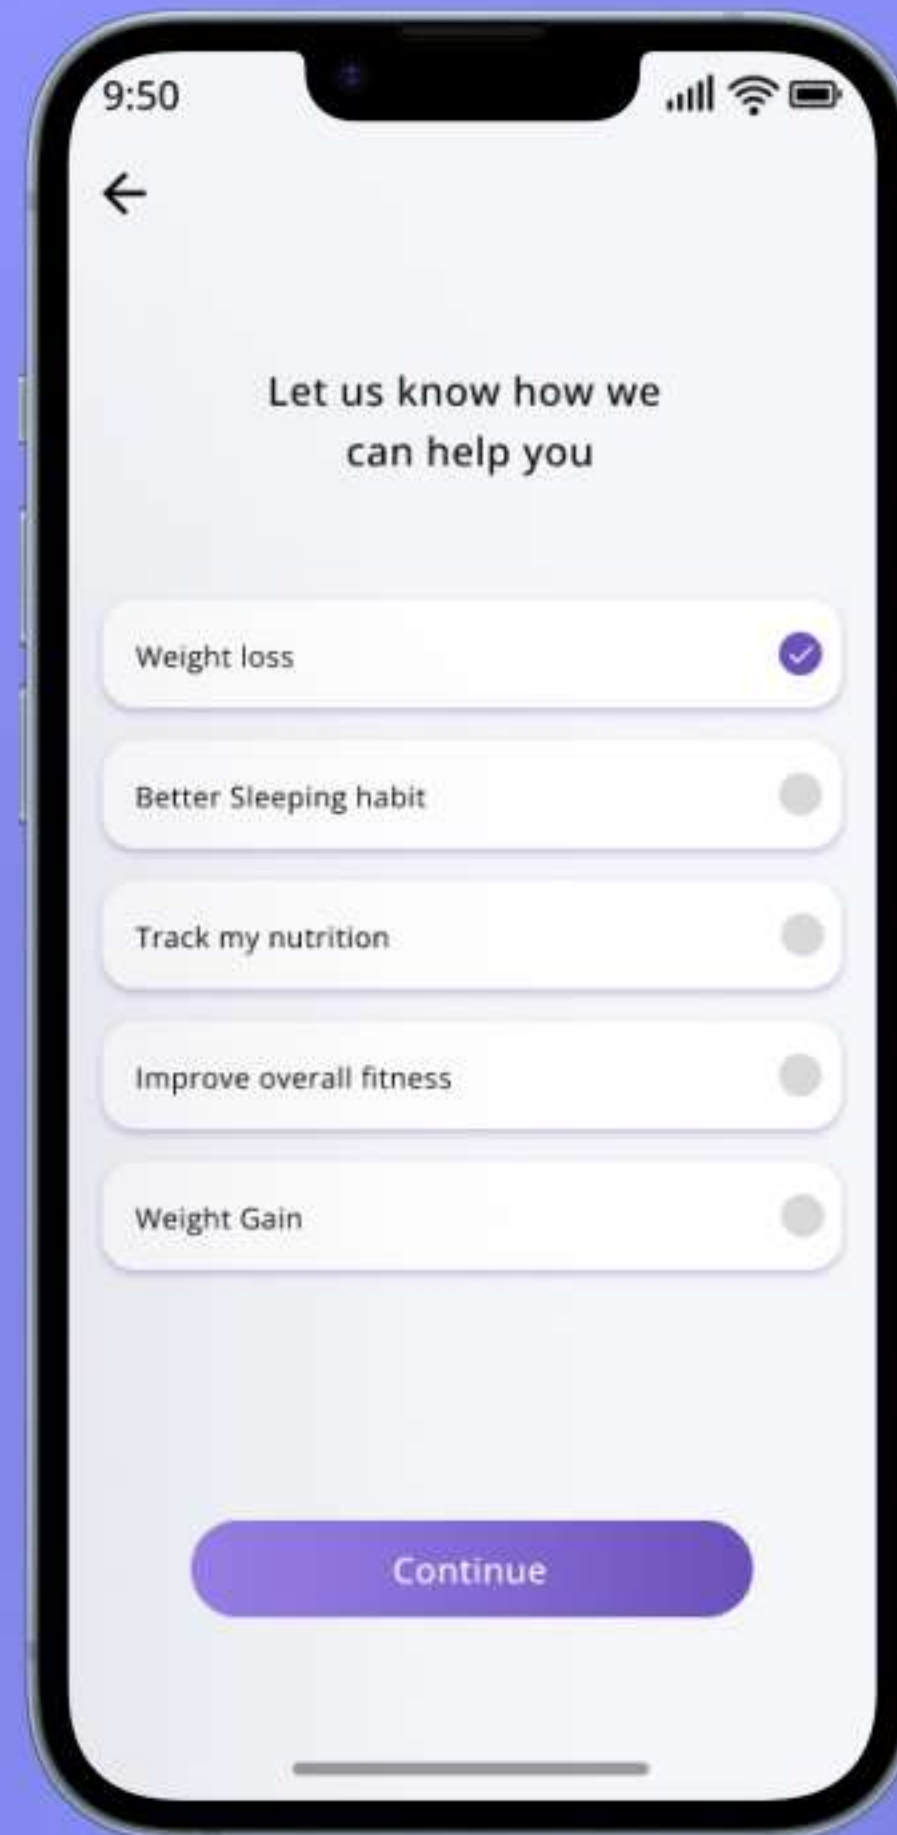 9:50
Let us know how we
can help you
Weight loss
Better Sleeping habit
Track my nutrition
Improve overall fitness
Weight Gain
Continue